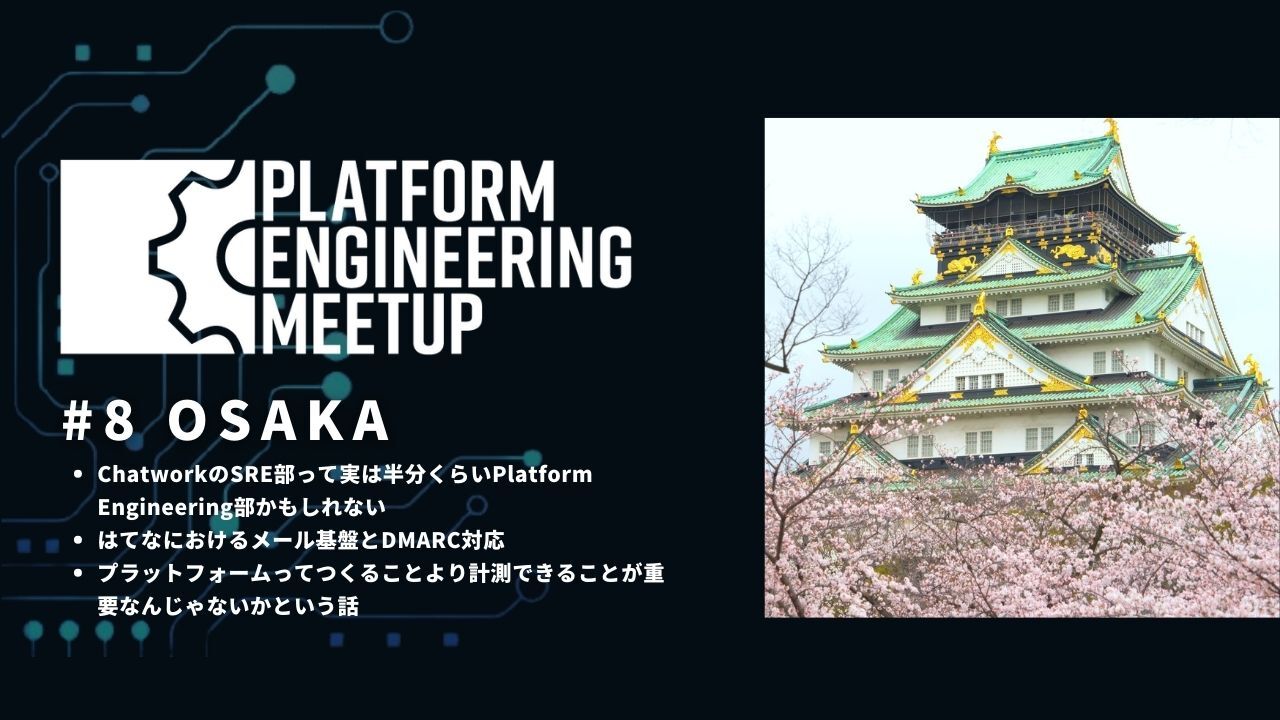 PLATFORM
ENGINEERING
MEETUP
#8 OSAKA
• ChatworkのSRE部って実は半分くらいPlatform
Engineering部かもしれない
• はてなにおけるメール基盤とDMARC対応
• プラットフォームってつくることより計測できることが重
要なんじゃないかという話